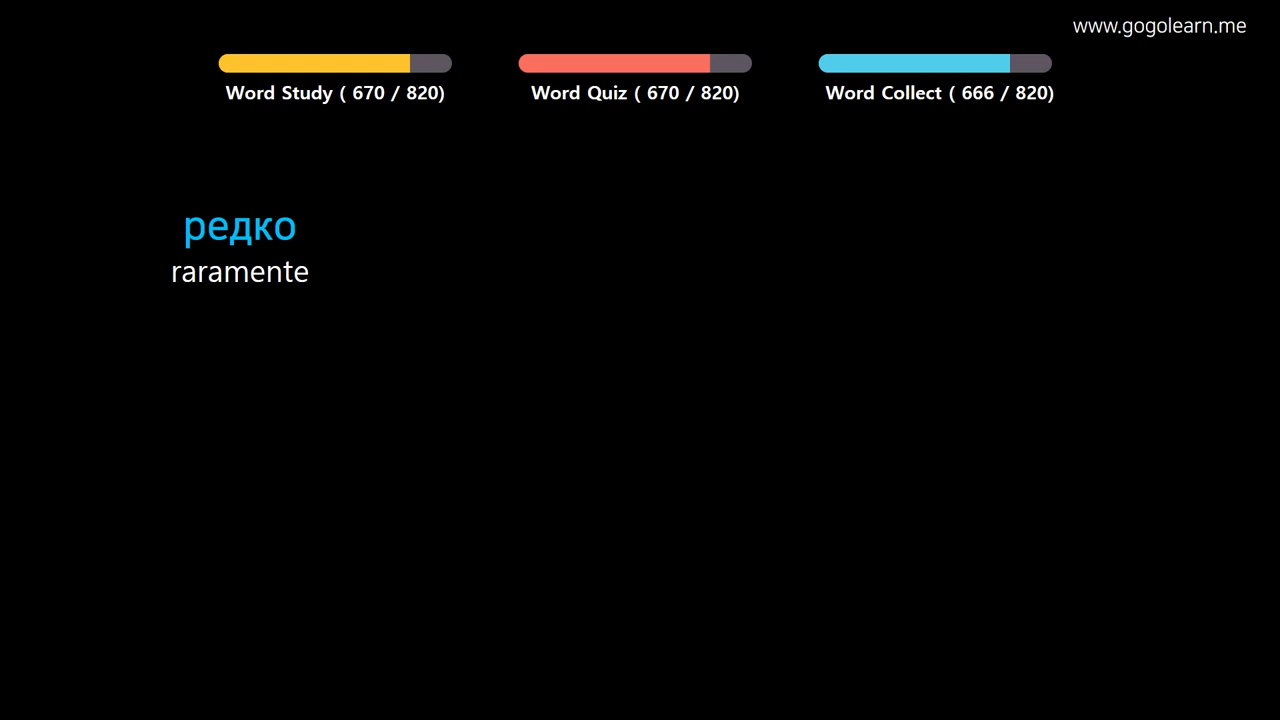 www.gogolearn.me
Word Study ( 670 / 820)
Word Quiz ( 670 / 820)
Word Collect ( 666 / 820)
редко
raramente